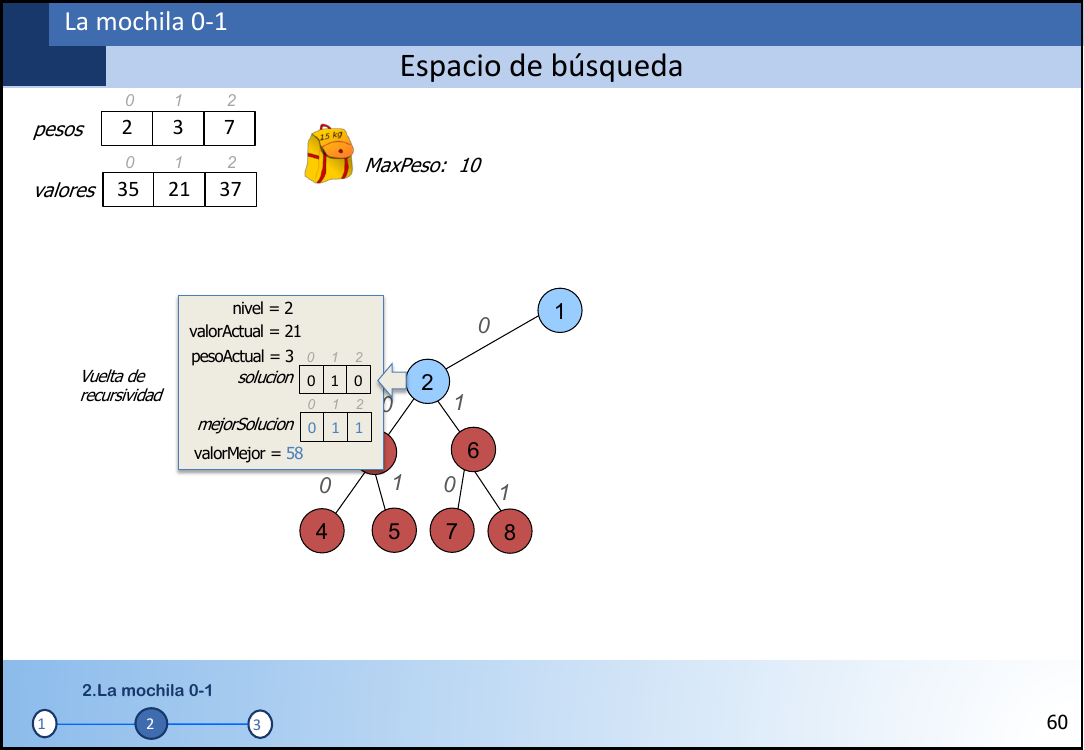 La mochila 0-1
Espacio de búsqueda
0 1 2
pesos 2 3 7
15 kg
MaxPeso: 10
0 1 2
valores 35 21 37
nivel = 2
valorActual = 21
pesoActual = 3
0 1 2
solucion 0 1 0
0 1 2
mejorSolucion 0 1 1
valorMejor = 58
Vuelta de
recursividad
1
0
2
0 1
6
0 1 0 1
4 5 7 8
2.La mochila 0-1
1 2 3
60